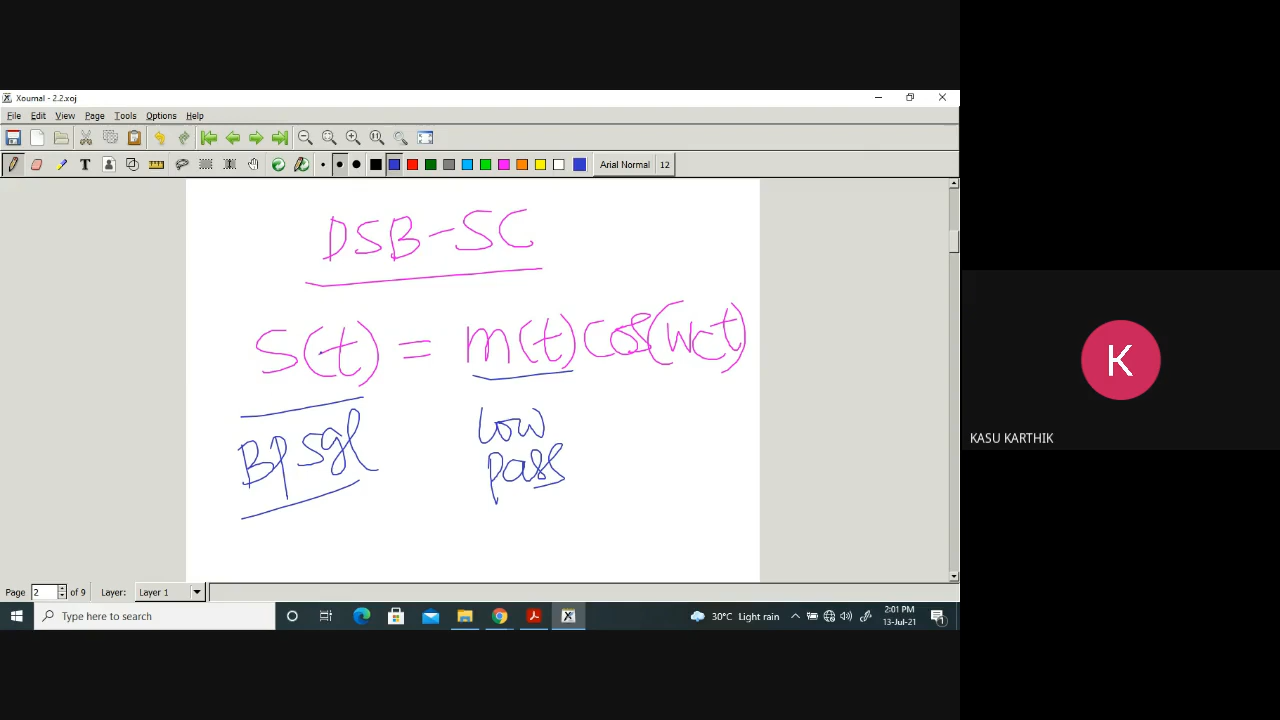 Xournal - 2.2.xoj
File Edit View Page Tools Options Help
T Arial Normal 12
DSB-SC
S(t) = m(t) Cos(Wct)
Bp sgl
low
pass
K
KASU KARTHIK
Page 2 of 9 Layer: Layer 1
Type here to search
30°C Light rain
2:01 PM
13-Jul-21
1